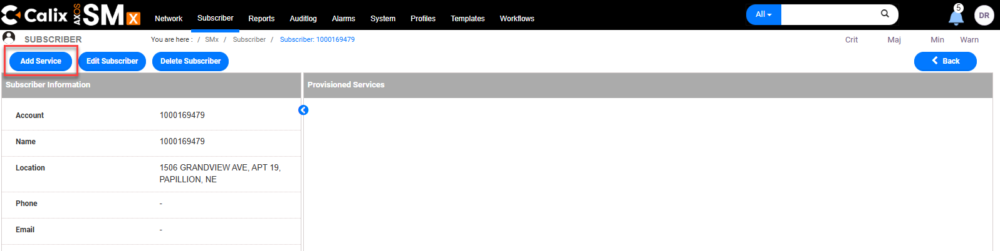 Calix AXOS SMx Network Subscriber Reports Auditlog Alarms System Profiles Templates Workflows All 5 DR
SUBSCRIBER You are here : / SMx / Subscriber / Subscriber: 1000169479 Crit Maj Min Warn
Add Service Edit Subscriber Delete Subscriber Back
Subscriber Information Provisioned Services
Account 1000169479
Name 1000169479
Location 1506 GRANDVIEW AVE, APT 19,
PAPILLION, NE
Phone -
Email -